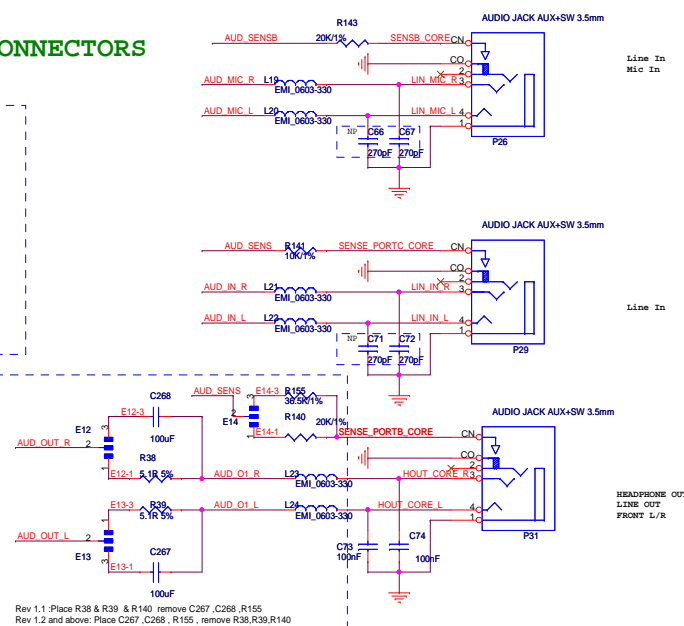 ONNECTORS
AUDIO JACK AUX+SW 3.5mm
R143
AUD_SENSB
20K/1%
SENSB_CORE
CN
CO
2
AUD_MIC_R
L19
EMI_0603-330
LIN_MIC_R
3
AUD_MIC_L
L20
EMI_0603-330
LIN_MIC_L
4
1
NP
C66
C67
270pF
270pF
P26
Line In
Mic In
AUDIO JACK AUX+SW 3.5mm
AUD_SENS
R141
10K/1%
SENSE_PORTC_CORE
CN
CO
2
AUD_IN_R
L21
EMI_0603-330
LIN_IN_R
3
AUD_IN_L
L22
EMI_0603-330
LIN_IN_L
4
1
NP
C71
C72
270pF
270pF
P29
Line In
AUDIO JACK AUX+SW 3.5mm
C268
AUD_SENS
E14-3
R155
36.5K/1%
3
2
1
E14
E14-1
R140
20K/1%
SENSE_PORTB_CORE
CN
CO
2
E12
E12-3
100uF
3
AUD_OUT_R
2
1
R38
E12-1
5.1R 5%
AUD_O1_R
L23
EMI_0603-330
HOUT_CORE_R
3
E13-3
R39
5.1R 5%
AUD_O1_L
L24
EMI_0603-330
HOUT_CORE_L
4
1
1
AUD_OUT_L
2
3
E13
E13-1
C267
100uF
C73
100nF
C74
100nF
P31
HEADPHONE OUT
LINE OUT
FRONT L/R
Rev 1.1 :Place R38 & R39 & R140 remove C267 ,C268 ,R155
Rev 1.2 and above: Place C267 ,C268 , R155 , remove R38,R39,R140